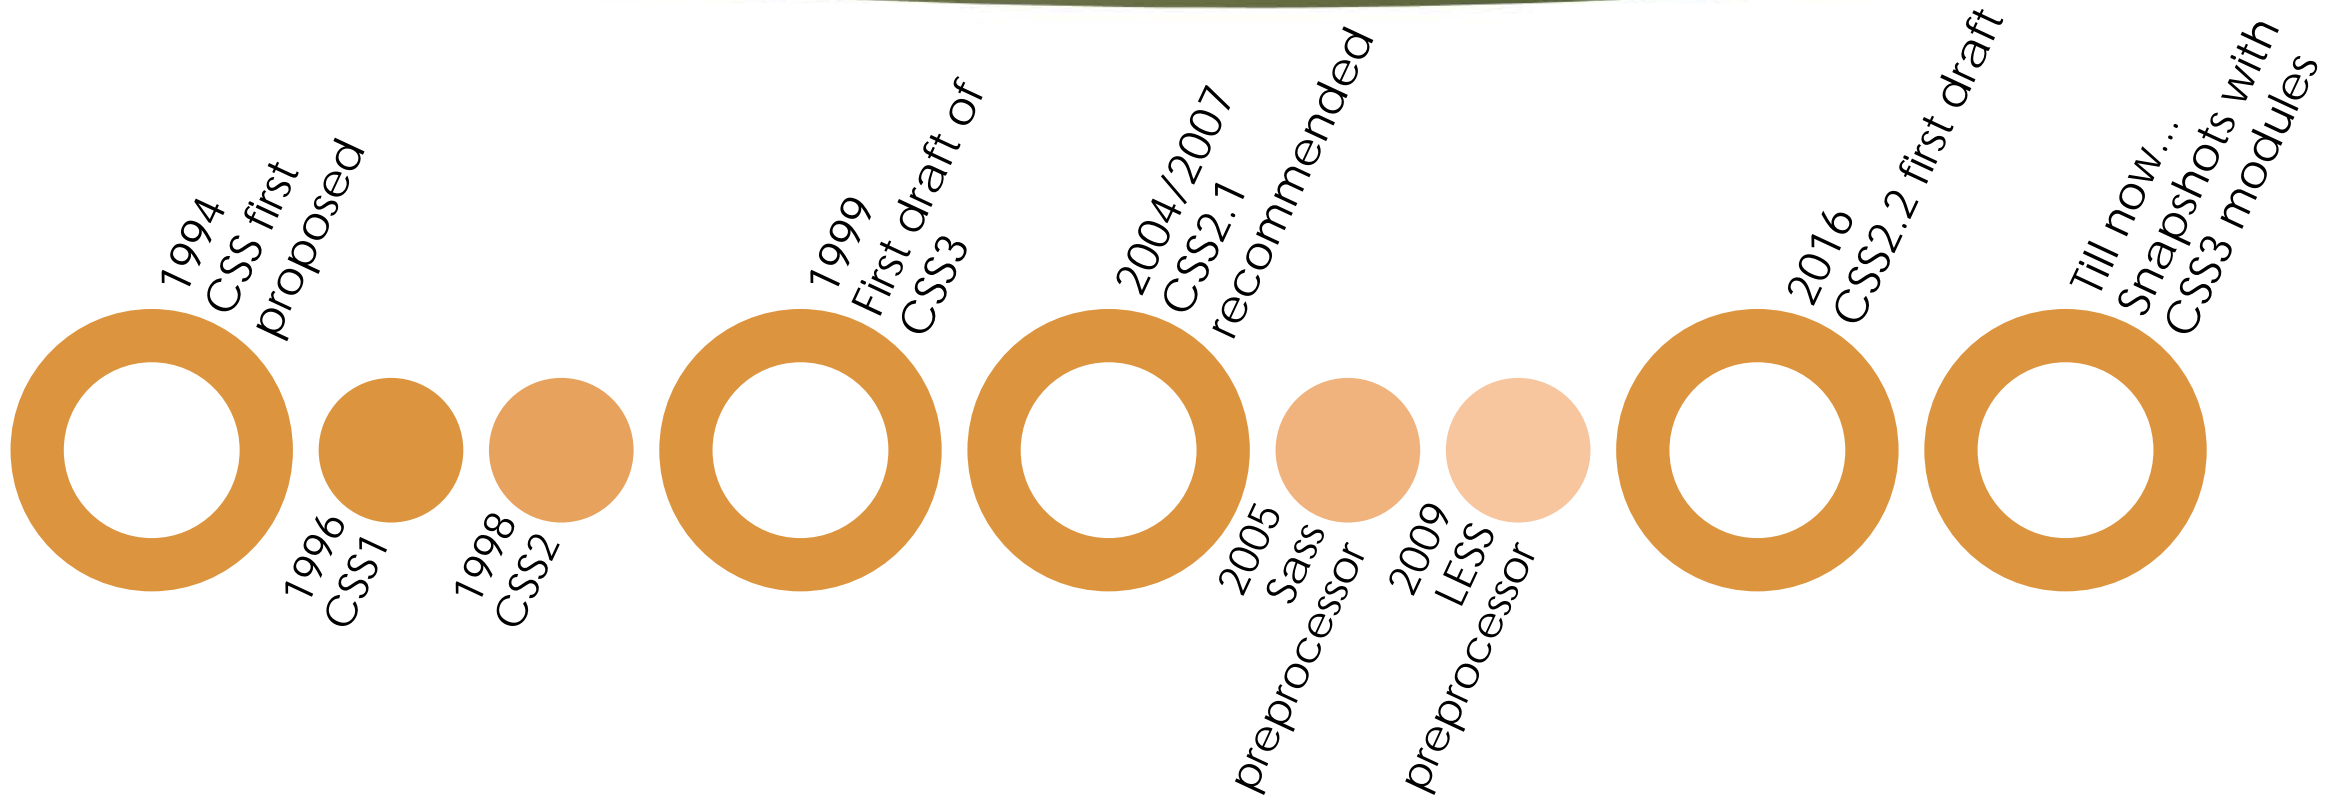 1994
CSS first
proposed
1996
CSS1
1998
CSS2
1999
First draft of
CSS3
2004/2007
CSS2.1
recommended
2005
Sass
preprocessor
2009
LESS
preprocessor
2016
CSS2.2 first draft
Till now…
Snapshots with
CSS3 modules